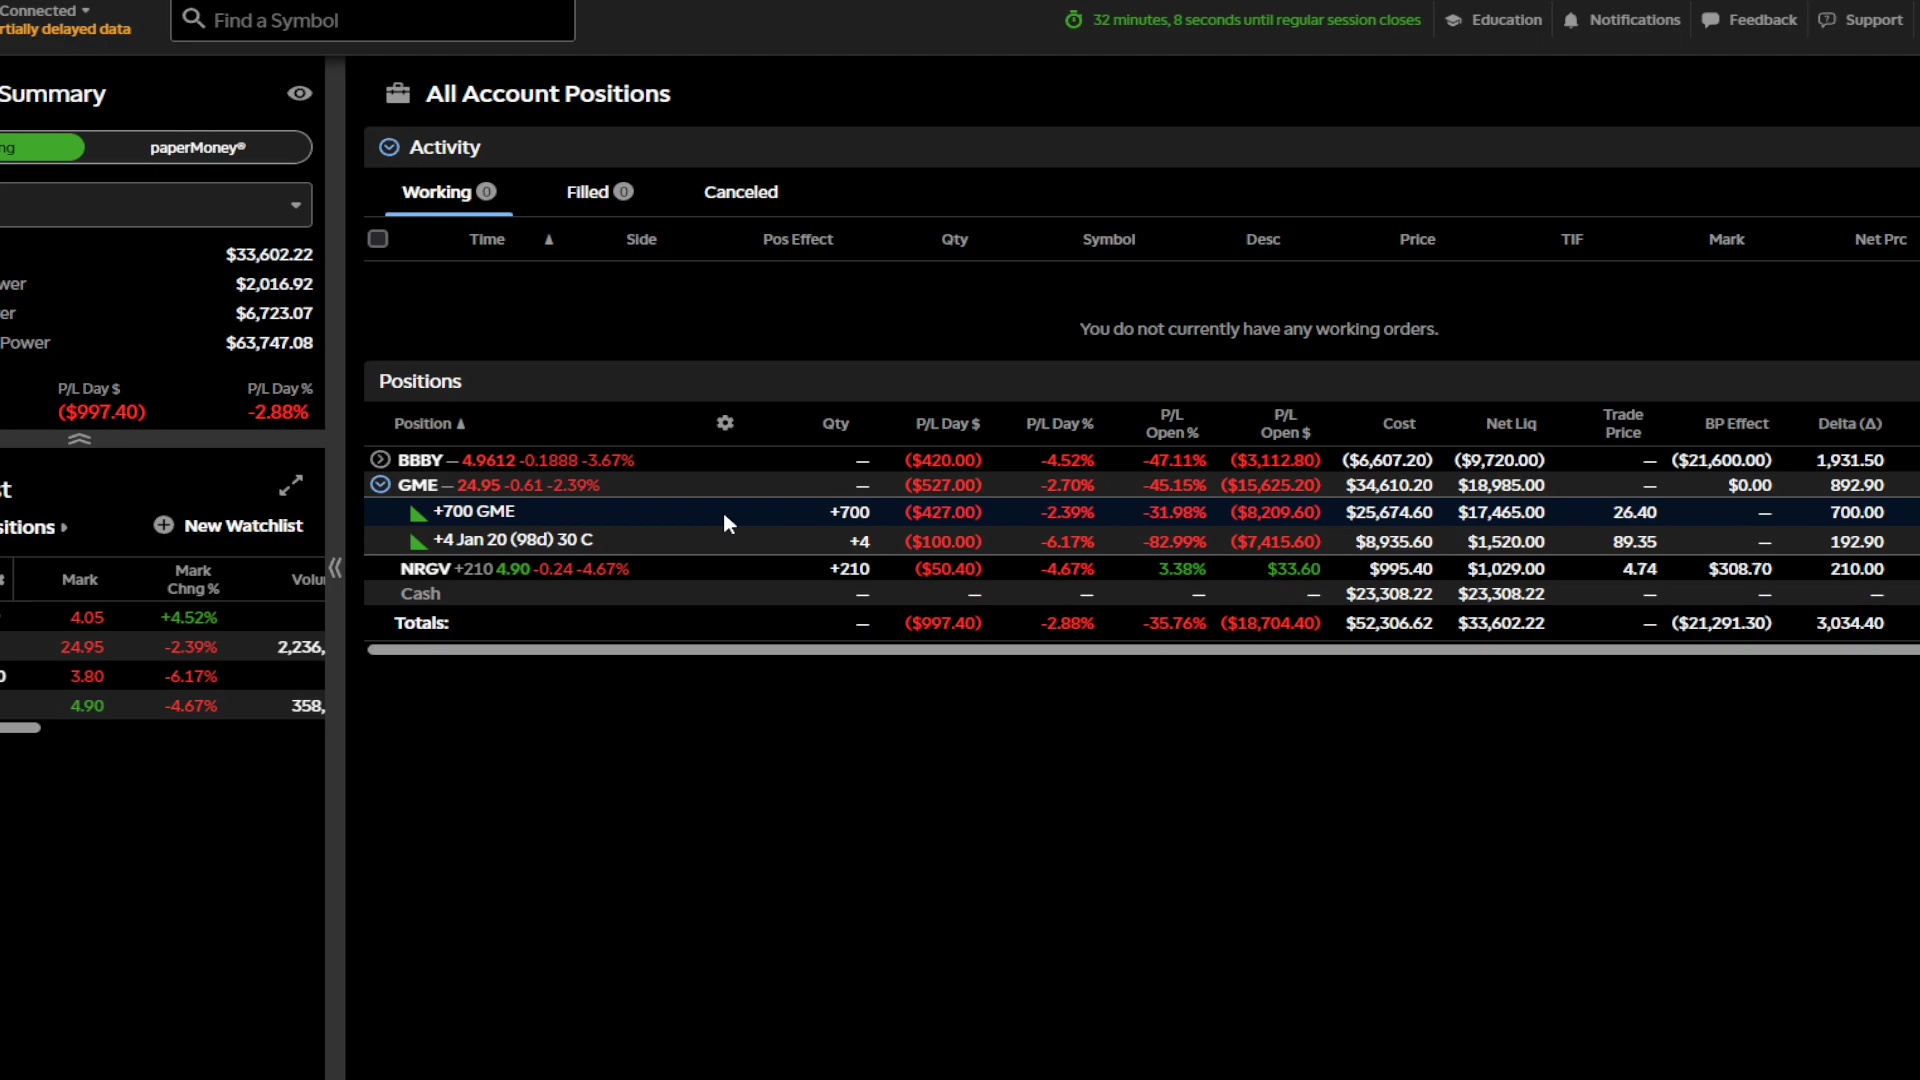 Connected
rtially delayed data
Find a Symbol
32 minutes, 8 seconds until regular session closes
Education
Notifications
Feedback
Support
Summary
ng
paperMoney®
$33,602.22
wer $2,016.92
er $6,723.07
Power $63,747.08
P/L Day $ P/L Day %
($997.40) -2.88%
st
sitions New Watchlist
Mark Mark Chng % Volu
4.05 +4.52%
24.95 -2.39% 2,236,
3.80 -6.17%
4.90 -4.67% 358,
All Account Positions
Activity
Working 0 Filled 0 Canceled
Time Side Pos Effect Qty Symbol Desc Price TIF Mark Net Prc
You do not currently have any working orders.
Positions
Position Qty P/L Day $ P/L Day % P/L Open % P/L Open $ Cost Net Liq Trade Price BP Effect Delta (Δ)
BBBY — 4.9612 -0.1888 -3.67% — ($420.00) -4.52% -47.11% ($3,112.80) ($6,607.20) ($9,720.00) — ($21,600.00) 1,931.50
GME — 24.95 -0.61 -2.39% — ($527.00) -2.70% -45.15% ($15,625.20) $34,610.20 $18,985.00 — $0.00 892.90
+700 GME +700 ($427.00) -2.39% -31.98% ($8,209.60) $25,674.60 $17,465.00 26.40 — 700.00
+4 Jan 20 (98d) 30 C +4 ($100.00) -6.17% -82.99% ($7,415.60) $8,935.60 $1,520.00 89.35 — 192.90
NRGV +210 4.90 -0.24 -4.67% +210 ($50.40) -4.67% 3.38% $33.60 $995.40 $1,029.00 4.74 $308.70 210.00
Cash — — — — — $23,308.22 $23,308.22 — — —
Totals: — ($997.40) -2.88% -35.76% ($18,704.40) $52,306.62 $33,602.22 — ($21,291.30) 3,034.40